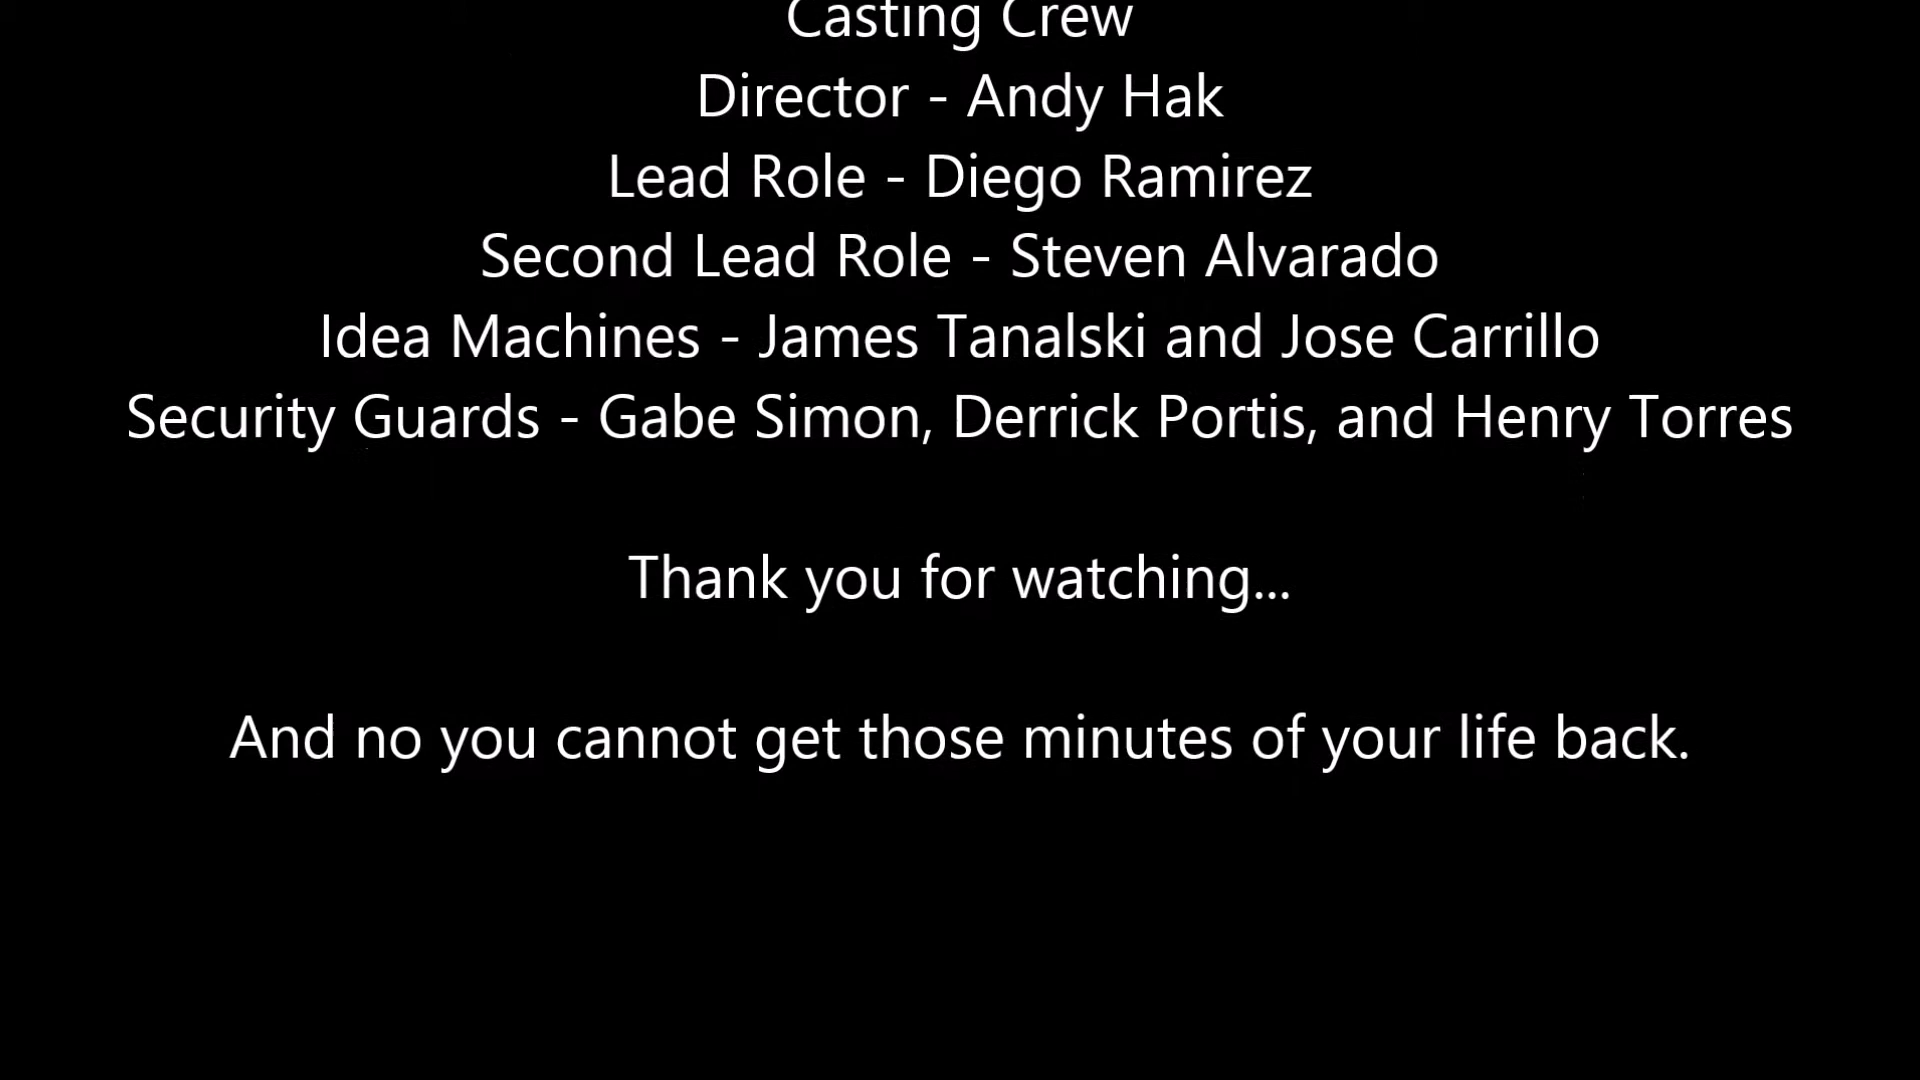 Casting Crew
Director - Andy Hak
Lead Role - Diego Ramirez
Second Lead Role - Steven Alvarado
Idea Machines - James Tanalski and Jose Carrillo
Security Guards - Gabe Simon, Derrick Portis, and Henry Torres
Thank you for watching...
And no you cannot get those minutes of your life back.